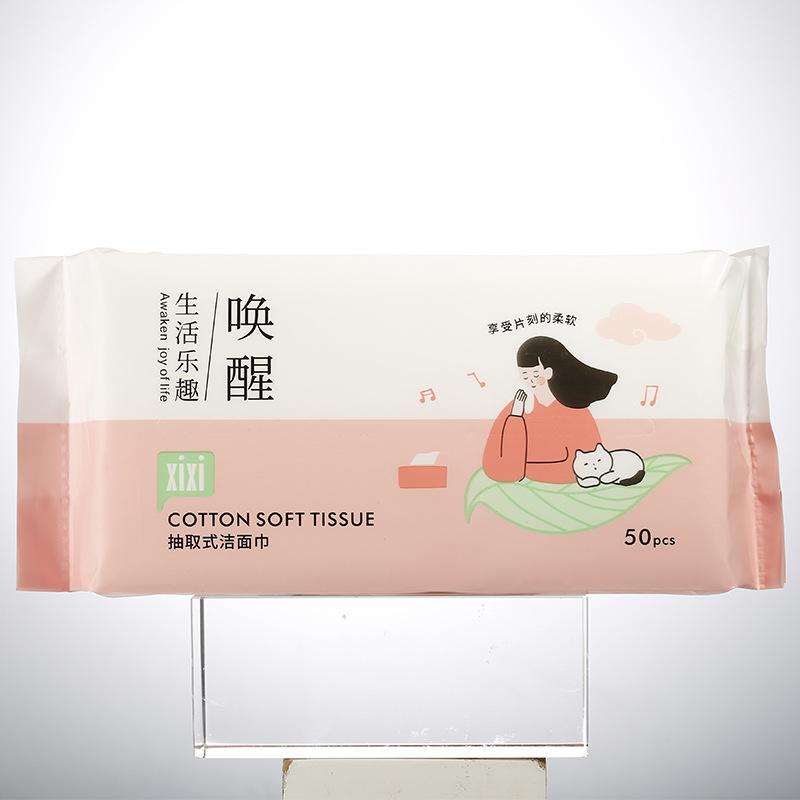 唤醒
生活乐趣
Awaken joy of life
享受片刻的柔软
xixi
COTTON SOFT TISSUE
抽取式洁面巾
50pcs